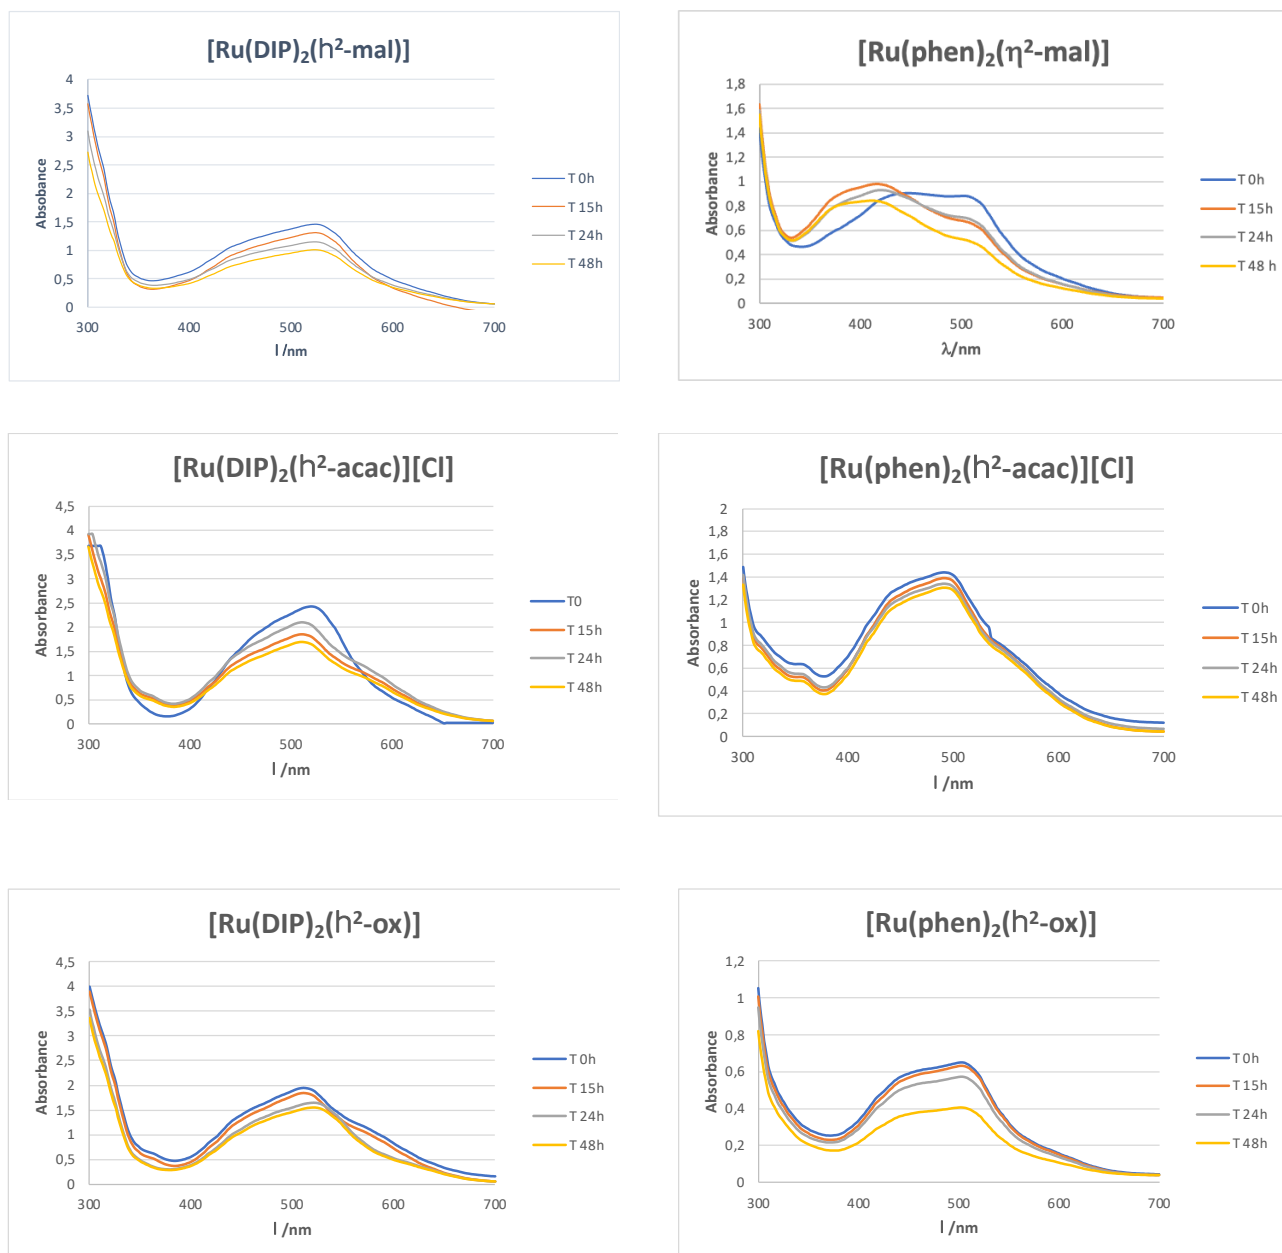 [Ru(DIP)₂(h²-mal)]
4
3,5
3
2,5
2
1,5
1
0,5
0
Absobance
300 400 500 600 700
l /nm
T 0h
T 15h
T 24h
T 48h
[Ru(phen)₂(η²-mal)]
1,8
1,6
1,4
1,2
1
0,8
0,6
0,4
0,2
0
Absorbance
300 400 500 600 700
λ/nm
T 0h
T 15h
T 24h
T 48 h
[Ru(DIP)₂(h²-acac)][Cl]
4,5
4
3,5
3
2,5
2
1,5
1
0,5
0
Absorbance
300 400 500 600 700
l /nm
T0
T 15h
T 24h
T 48h
[Ru(phen)₂(h²-acac)][Cl]
2
1,8
1,6
1,4
1,2
1
0,8
0,6
0,4
0,2
0
Absorbance
300 400 500 600 700
l /nm
T 0h
T 15h
T 24h
T 48h
[Ru(DIP)₂(h²-ox)]
4,5
4
3,5
3
2,5
2
1,5
1
0,5
0
Absorbance
300 400 500 600 700
l /nm
T 0h
T 15h
T 24h
T 48h
[Ru(phen)₂(h²-ox)]
1,2
1
0,8
0,6
0,4
0,2
0
Absorbance
300 400 500 600 700
l /nm
T 0h
T 15h
T 24h
T 48h